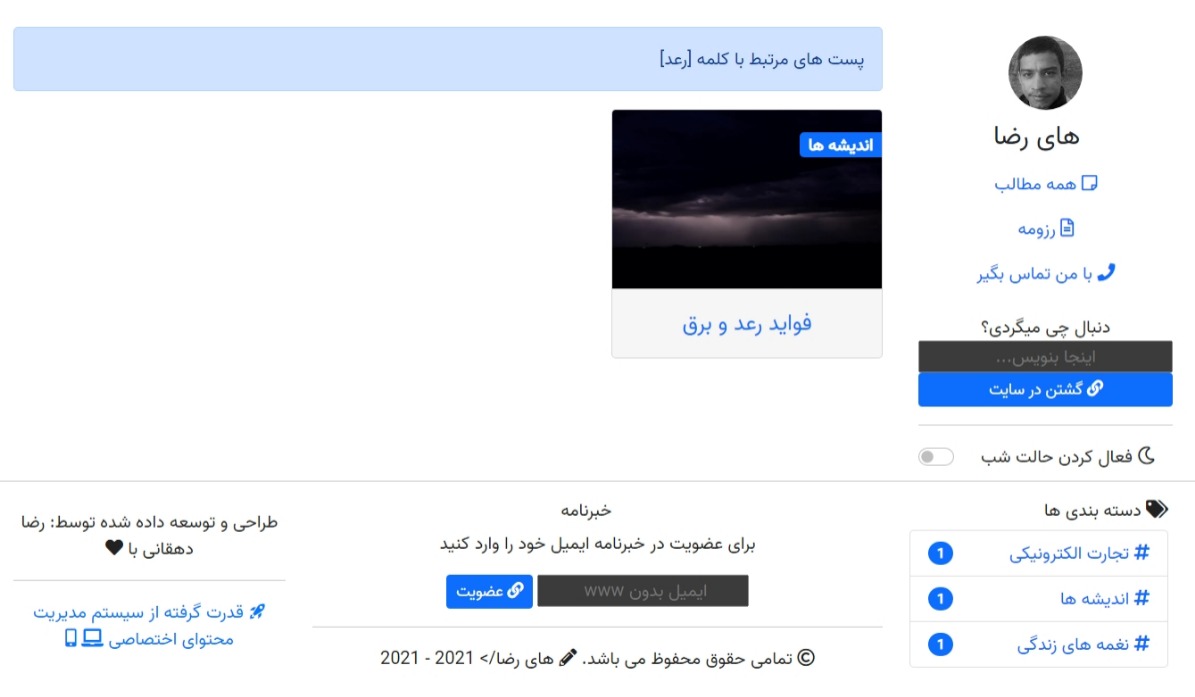 های رضا
همه مطالب
رزومه
با من تماس بگیر
دنبال چی میگردی؟
اینجا بنویس...
گشتن در سایت
فعال کردن حالت شب
پست های مرتبط با کلمه [رعد]
اندیشه ها
فواید رعد و برق
دسته بندی ها
# تجارت الکترونیکی 1
# اندیشه ها 1
# نغمه های زندگی 1
خبرنامه
برای عضویت در خبرنامه ایمیل خود را وارد کنید
ایمیل بدون www
عضویت
© تمامی حقوق محفوظ می باشد. های رضا/> 2021 - 2021
طراحی و توسعه داده شده توسط: رضا
دهقانی با
قدرت گرفته از سیستم مدیریت
محتوای اختصاصی